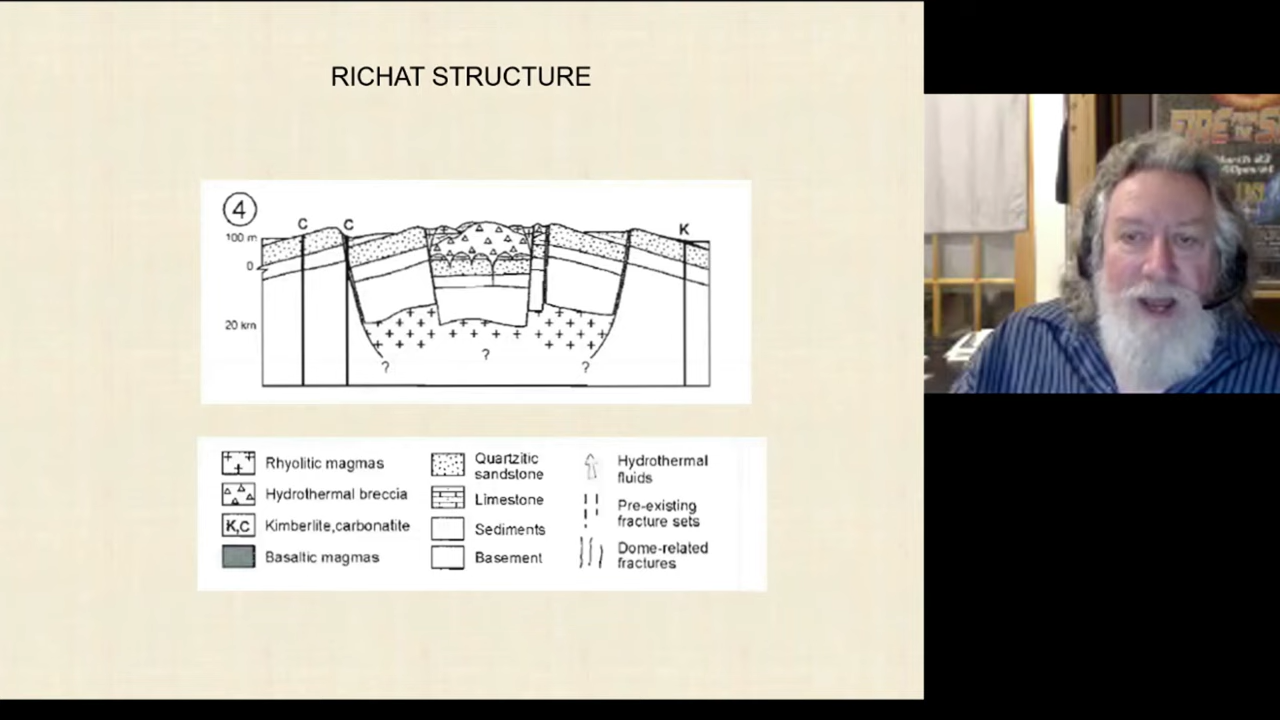 RICHAT STRUCTURE
4
C
C
K
100 m
0
20 km
?
?
?
Rhyolitic magmas
Hydrothermal breccia
K,C
Kimberlite,carbonatite
Basaltic magmas
Quartzitic
sandstone
Limestone
Sediments
Basement
Hydrothermal
fluids
Pre-existing
fracture sets
Dome-related
fractures
FIRE